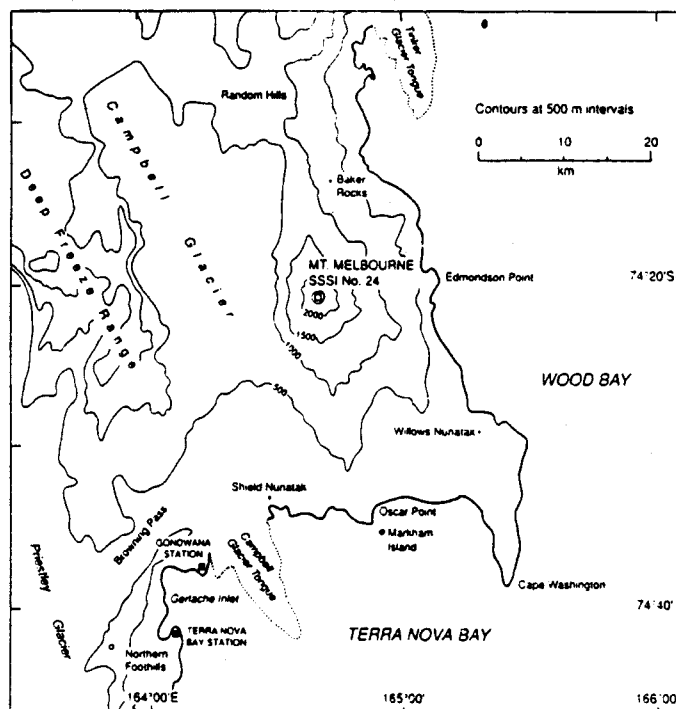 Tinker
Glacier Tongue
Random Hills
Contours at 500 m intervals
0 10 20
km
Campbell
Glacier
Deep Freeze
Range
Baker
Rocks
MT. MELBOURNE
SSSI No. 24
2000
1500
1000
500
Edmondson Point
74°20'S
WOOD BAY
Willows Nunatak
Shield Nunatak
Oscar Point
Markham
Island
Browning Pass
GONDWANA
STATION
Campbell
Glacier Tongue
Cape Washington
Priestley
Glacier
Gerlache Inlet
74°40'
TERRA NOVA
BAY STATION
TERRA NOVA BAY
Northern
Foothills
164°00'E
165°00'
166°00